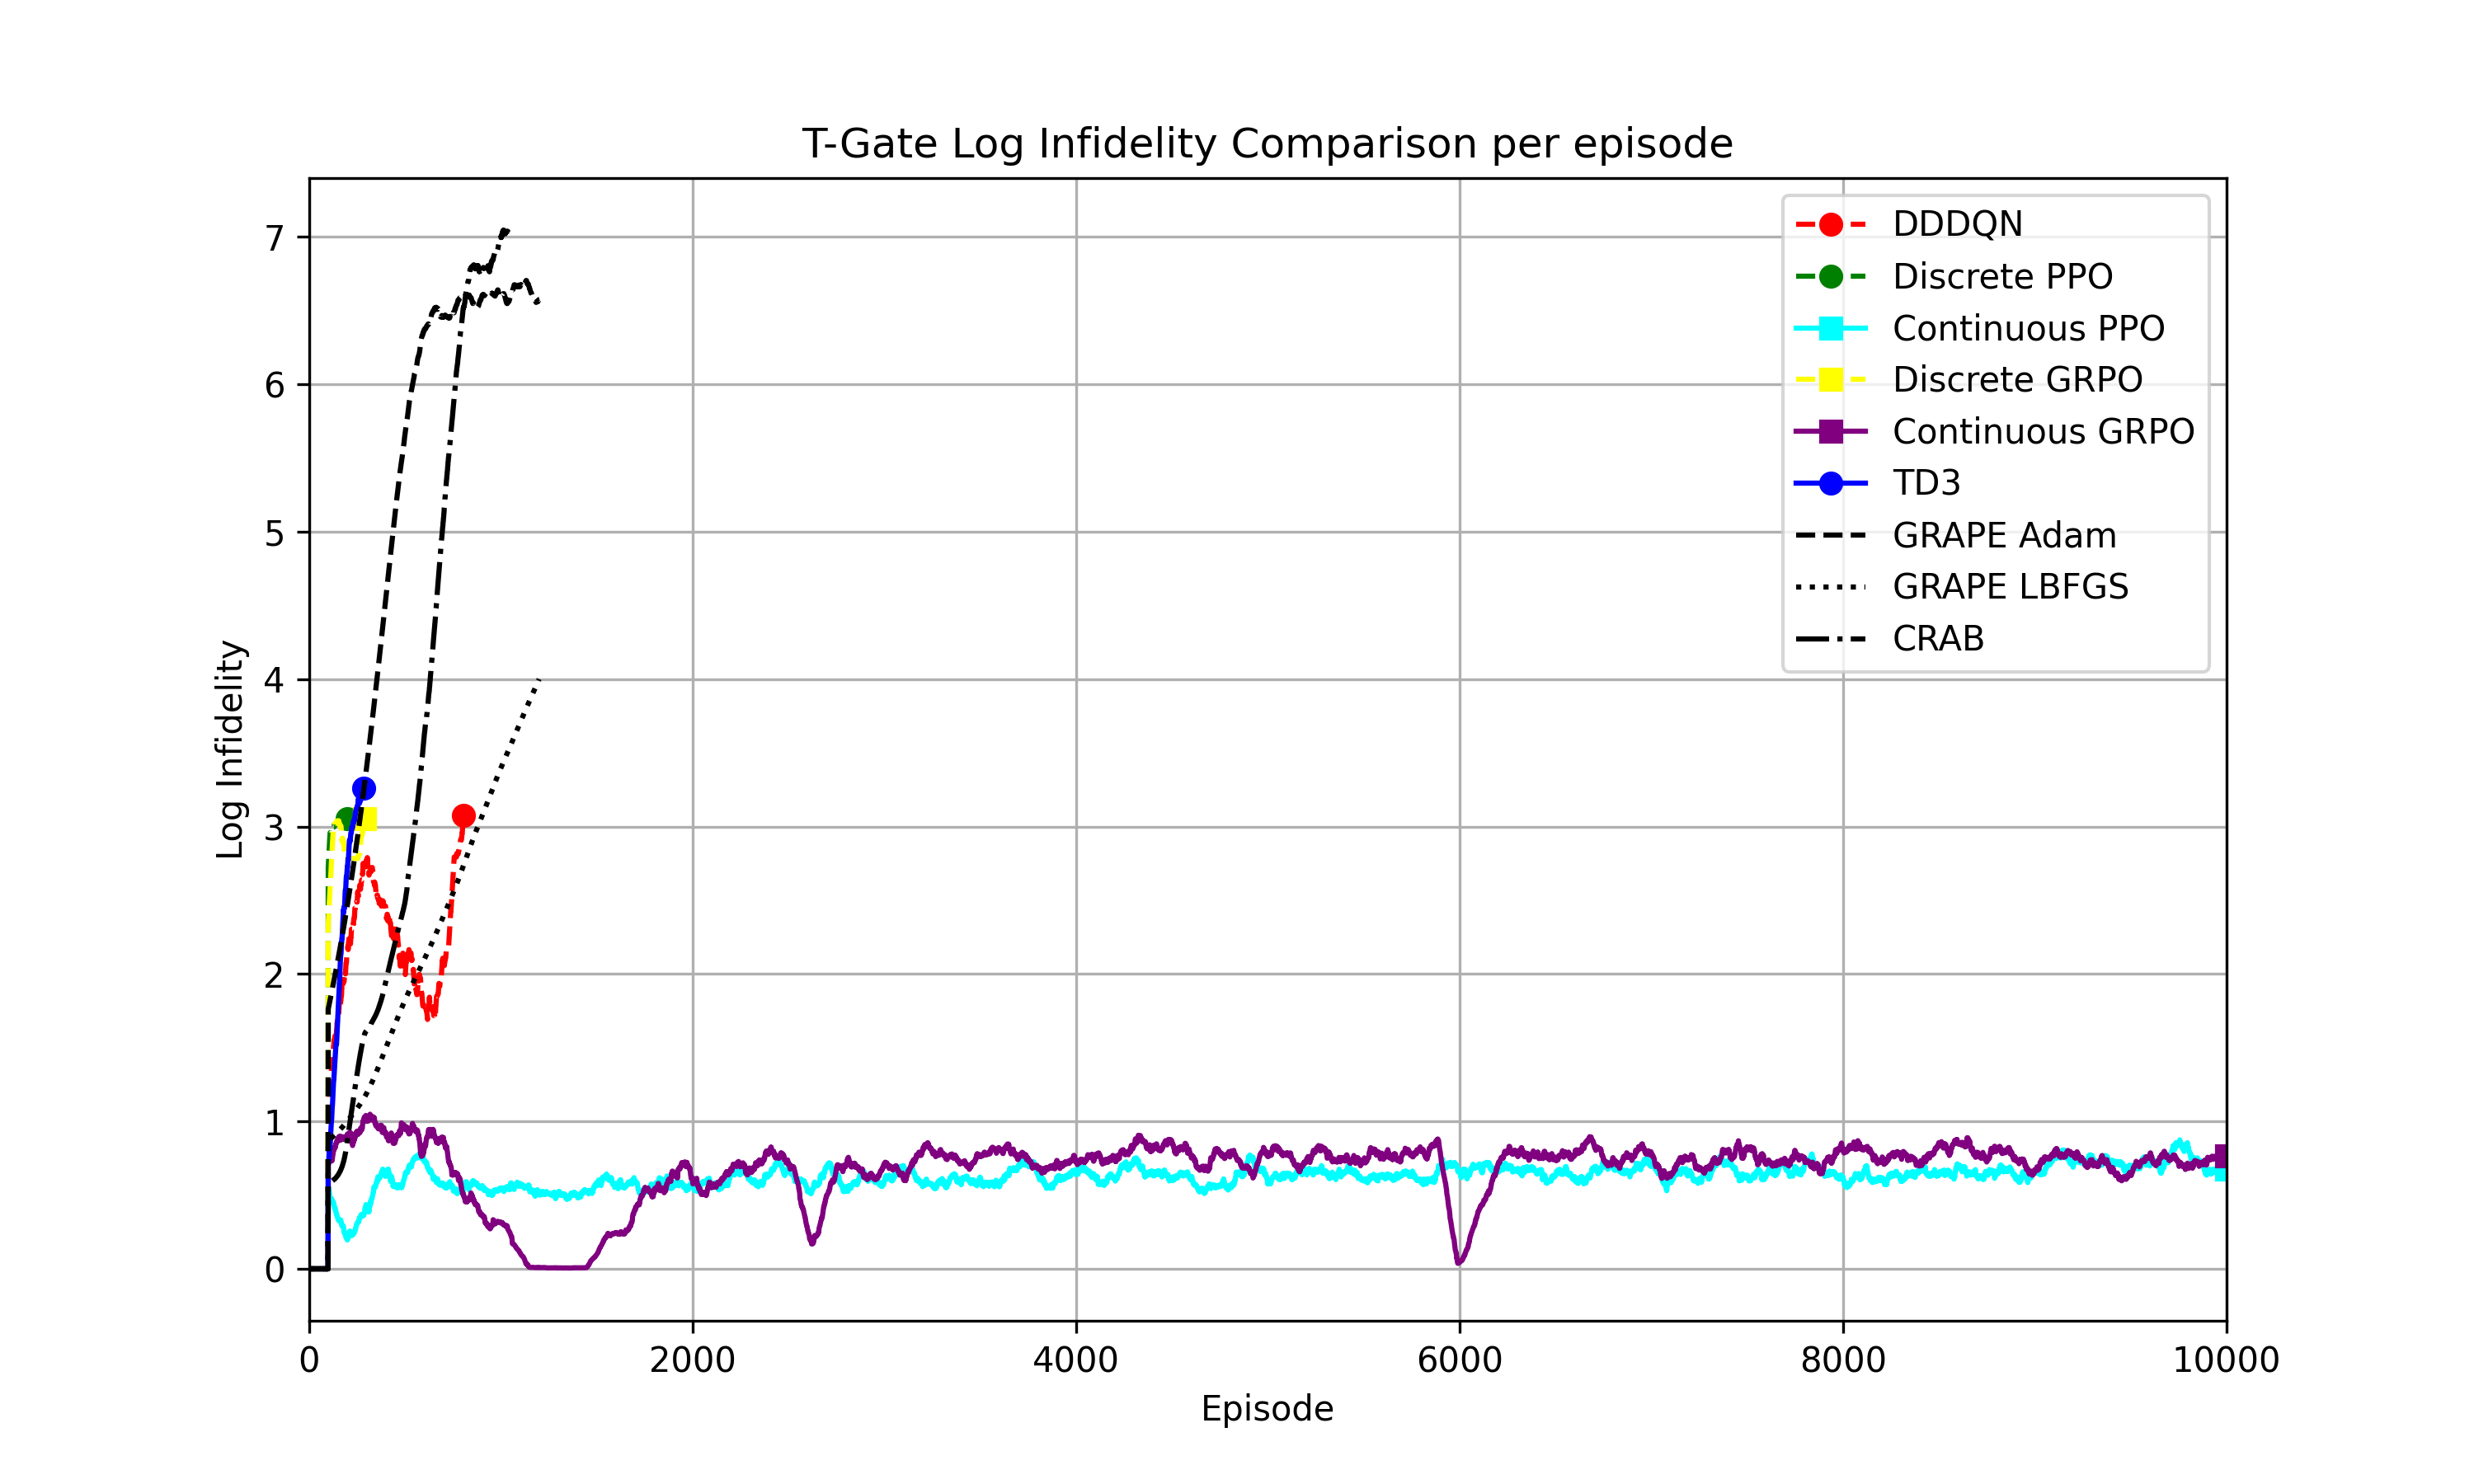 T-Gate Log Infidelity Comparison per episode
7
6
5
4
3
2
1
0
Log Infidelity
DDDQN
Discrete PPO
Continuous PPO
Discrete GRPO
Continuous GRPO
TD3
GRAPE Adam
GRAPE LBFGS
CRAB
0 2000 4000 6000 8000 10000
Episode